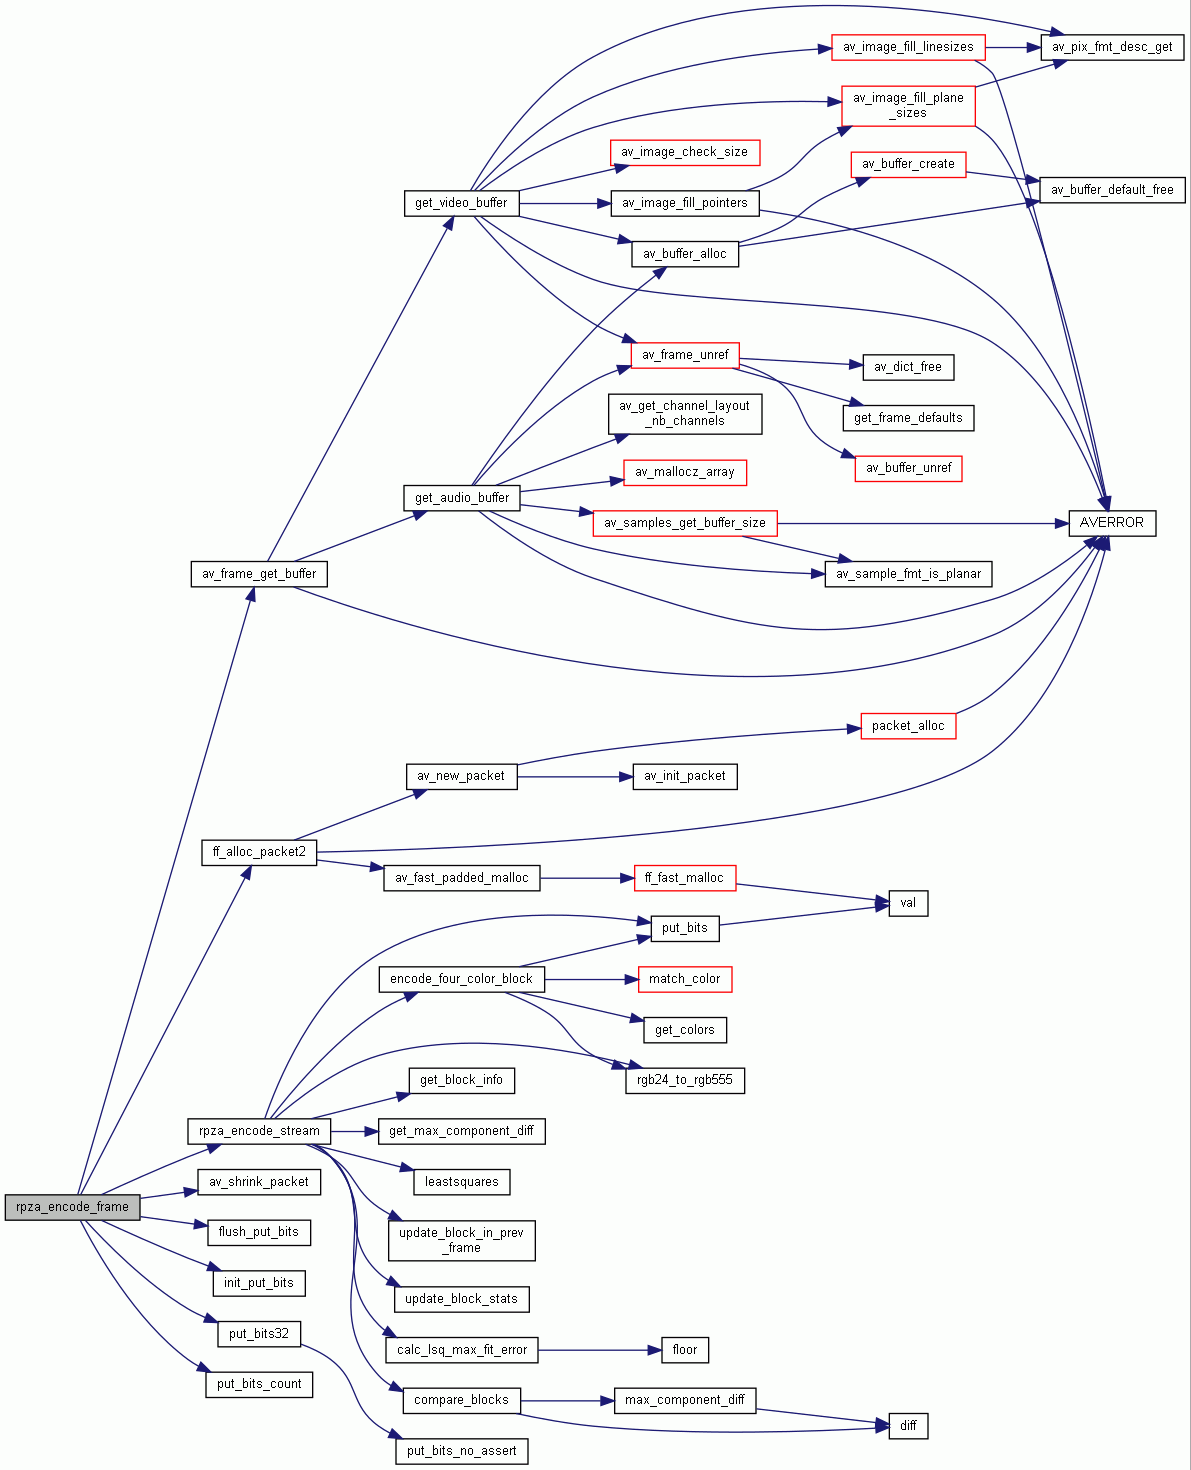 av_image_fill_linesizes
av_pix_fmt_desc_get
av_image_fill_plane
_sizes
av_image_check_size
av_buffer_create
av_buffer_default_free
get_video_buffer
av_image_fill_pointers
av_buffer_alloc
av_frame_unref
av_dict_free
av_get_channel_layout
_nb_channels
get_frame_defaults
av_buffer_unref
av_mallocz_array
get_audio_buffer
av_samples_get_buffer_size
AVERROR
av_frame_get_buffer
av_sample_fmt_is_planar
packet_alloc
av_new_packet
av_init_packet
ff_alloc_packet2
av_fast_padded_malloc
ff_fast_malloc
val
put_bits
encode_four_color_block
match_color
get_colors
get_block_info
rgb24_to_rgb555
rpza_encode_stream
get_max_component_diff
av_shrink_packet
leastsquares
rpza_encode_frame
flush_put_bits
update_block_in_prev
_frame
init_put_bits
update_block_stats
put_bits32
calc_lsq_max_fit_error
floor
put_bits_count
compare_blocks
max_component_diff
diff
put_bits_no_assert